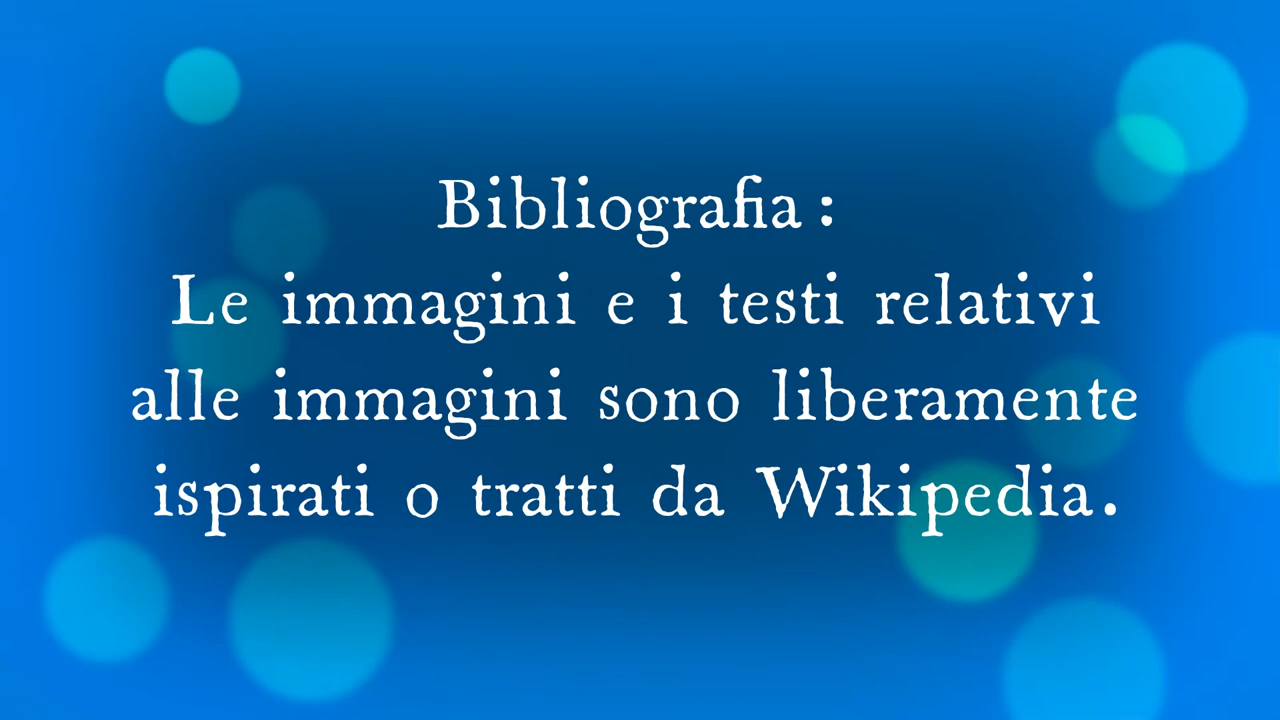 Bibliografia :
Le immagini e i testi relativi
alle immagini sono liberamente
ispirati o tratti da Wikipedia.